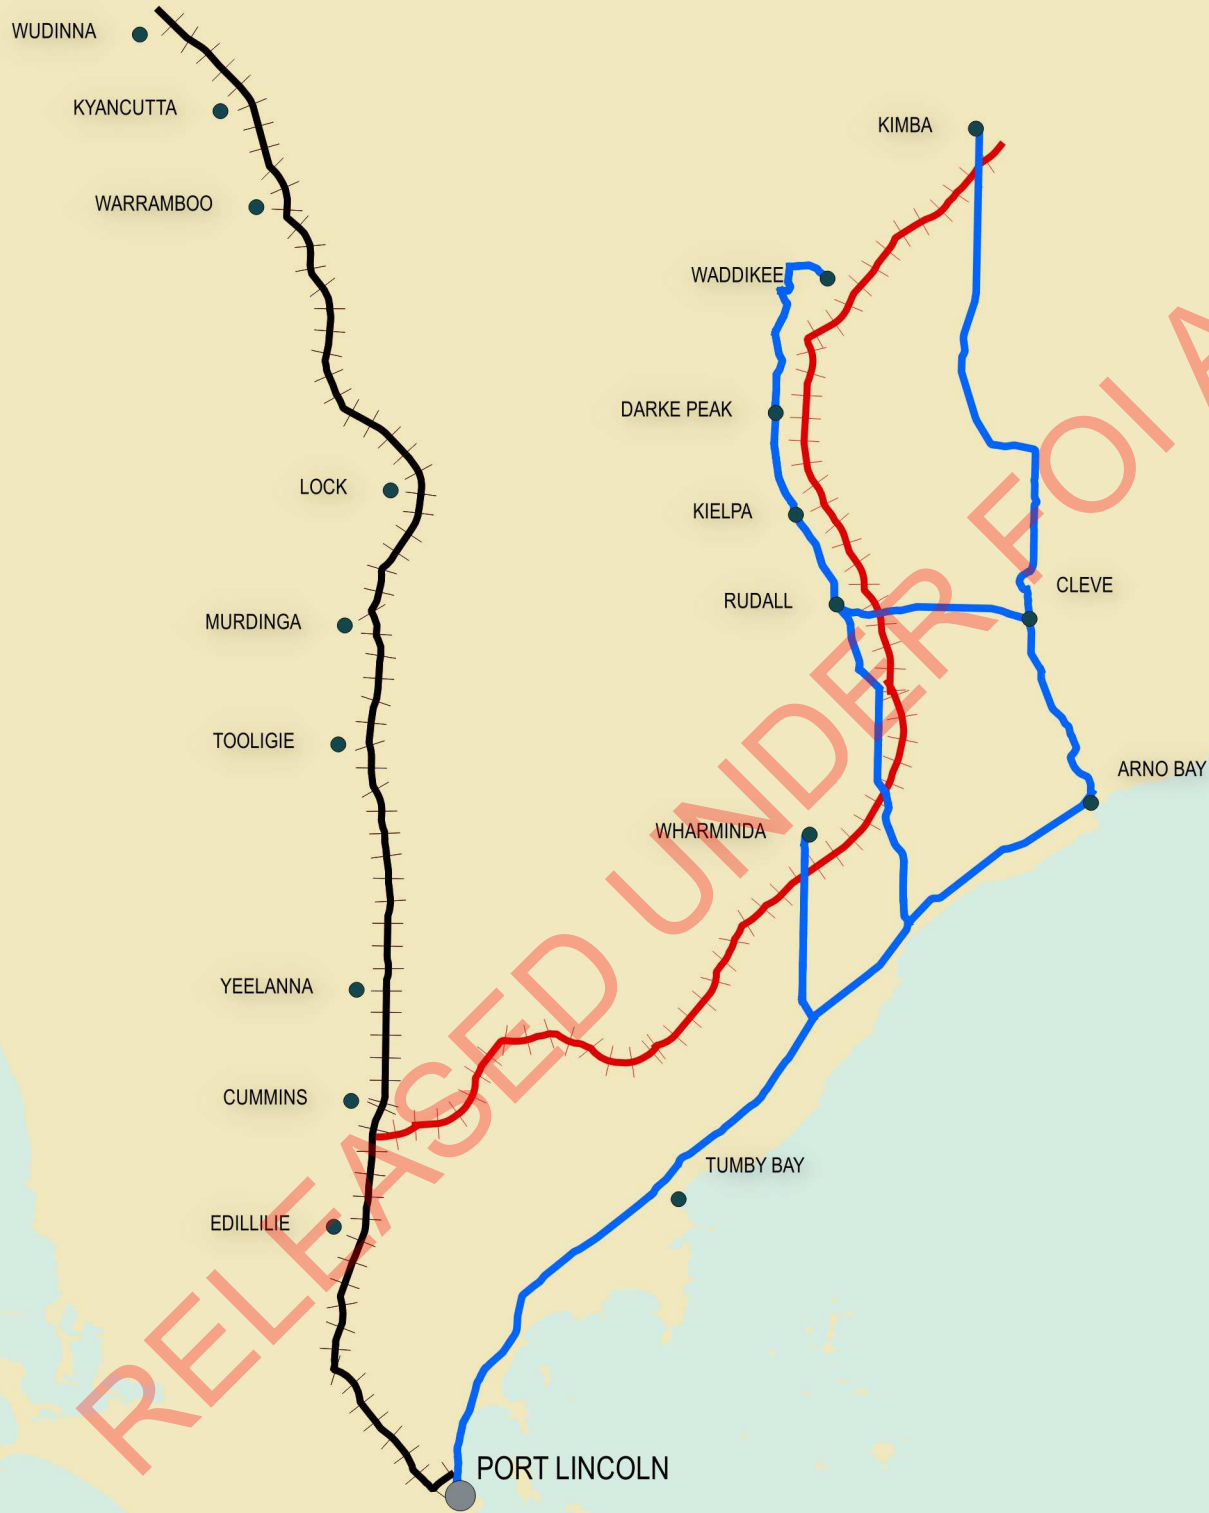 WUDINNA
KYANCUTTA
KIMBA
WARRAMBOO
WADDIKEE
DARKE PEAK
LOCK
KIELPA
CLEVE
RUDALL
MURDINGA
TOOLIGIE
ARNO BAY
WHARMINDA
YEELANNA
CUMMINS
TUMBY BAY
EDILLILIE
PORT LINCOLN
RELEASED UNDER FOI A